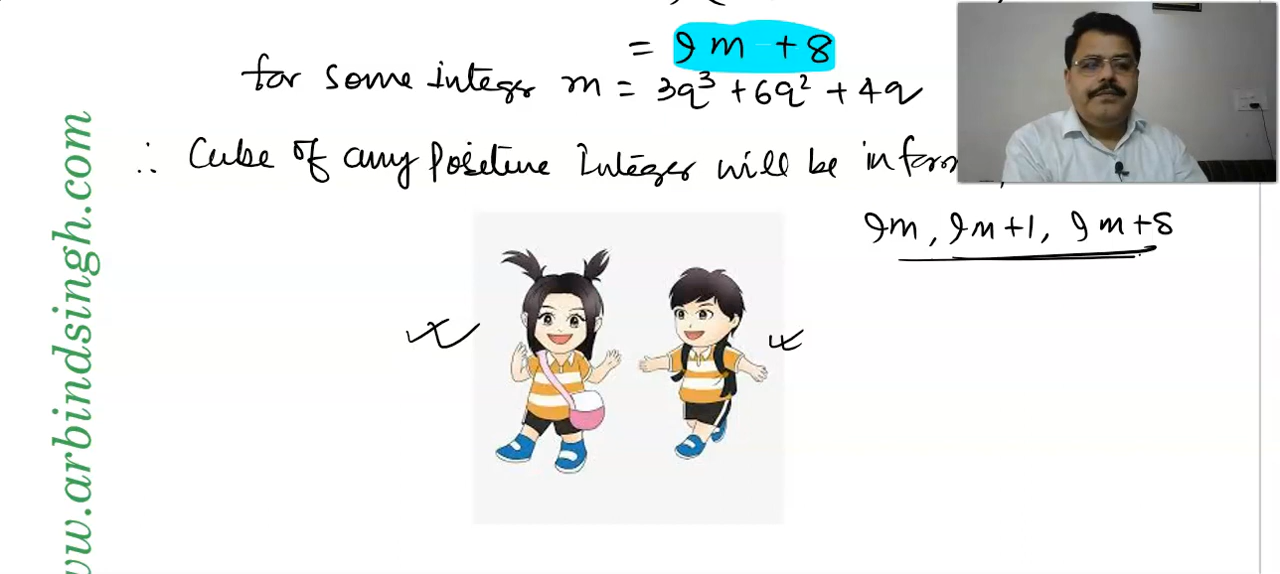 = 9m + 8
for some integer m = 3q³ + 6q² + 4q
∴ Cube of any Positive Integer will be in form
9m, 9m+1, 9m+8
w.arbindsingh.com